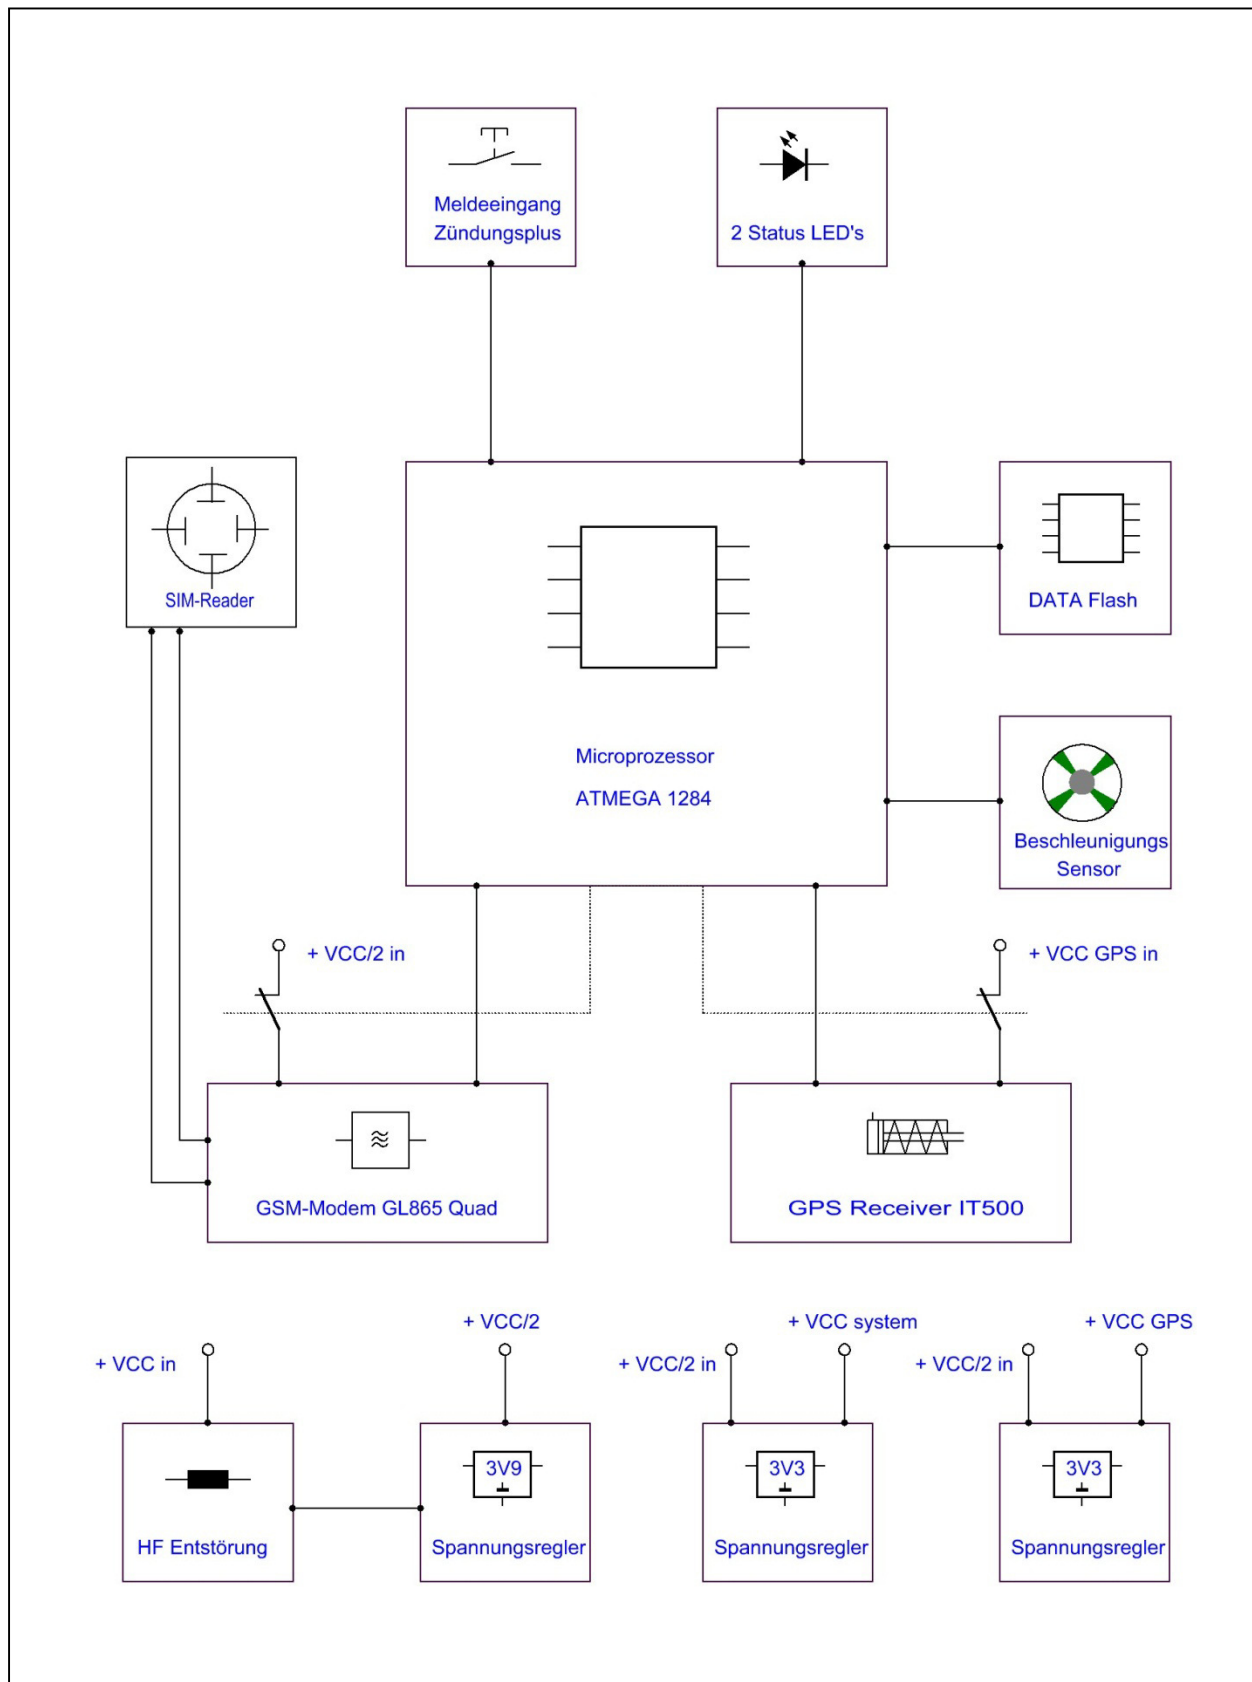 Meldeeingang
Zündungsplus
2 Status LED's
SIM-Reader
DATA Flash
Microprozessor
ATMEGA 1284
Beschleunigungs
Sensor
+ VCC/2 in
+ VCC GPS in
GSM-Modem GL865 Quad
GPS Receiver IT500
+ VCC in
+ VCC/2
+ VCC/2 in
+ VCC system
+ VCC/2 in
+ VCC GPS
HF Entstörung
3V9
Spannungsregler
3V3
Spannungsregler
3V3
Spannungsregler